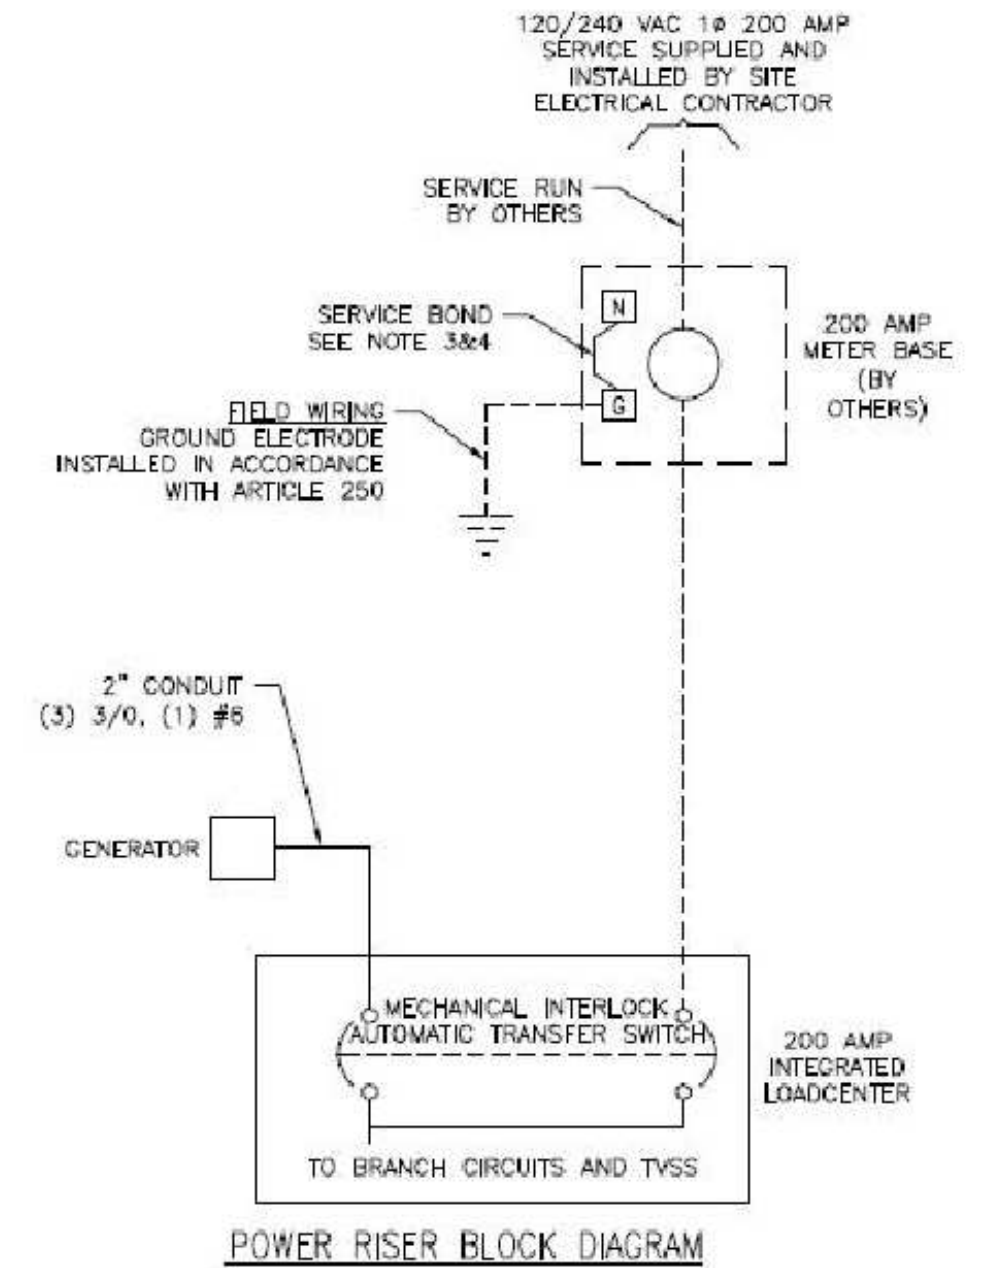 120/240 VAC 1ø 200 AMP
SERVICE SUPPLIED AND
INSTALLED BY SITE
ELECTRICAL CONTRACTOR
SERVICE RUN
BY OTHERS
N
SERVICE BOND
SEE NOTE 3&4
200 AMP
METER BASE
(BY
OTHERS)
G
FIELD WIRING
GROUND ELECTRODE
INSTALLED IN ACCORDANCE
WITH ARTICLE 250
2" CONDUIT
(3) 3/0, (1) #6
GENERATOR
MECHANICAL INTERLOCK
AUTOMATIC TRANSFER SWITCH
200 AMP
INTEGRATED
LOADCENTER
TO BRANCH CIRCUITS AND TVSS
POWER RISER BLOCK DIAGRAM